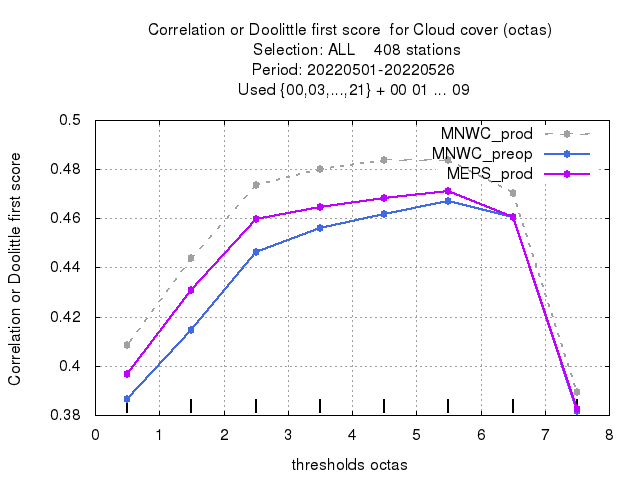 Correlation or Doolittle first score  for Cloud cover (octas)
Selection: ALL    408 stations
Period: 20220501-20220526
Used {00,03,...,21} + 00 01 ... 09
MNWC_prod
MNWC_preop
MEPS_prod
Correlation or Doolittle first score
0.5
0.48
0.46
0.44
0.42
0.4
0.38
0 1 2 3 4 5 6 7 8
thresholds octas